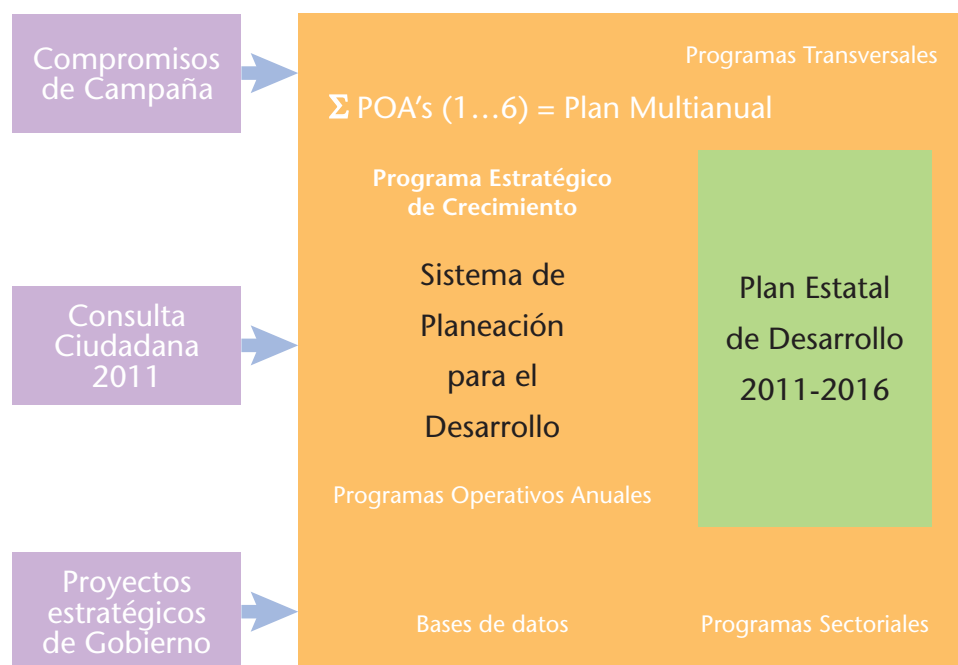 Compromisos
de Campaña
Consulta
Ciudadana
2011
Proyectos
estratégicos
de Gobierno
Programas Transversales
Σ POA's (1...6) = Plan Multianual
Programa Estratégico
de Crecimiento
Sistema de
Planeación
para el
Desarrollo
Plan Estatal
de Desarrollo
2011-2016
Programas Operativos Anuales
Bases de datos
Programas Sectoriales